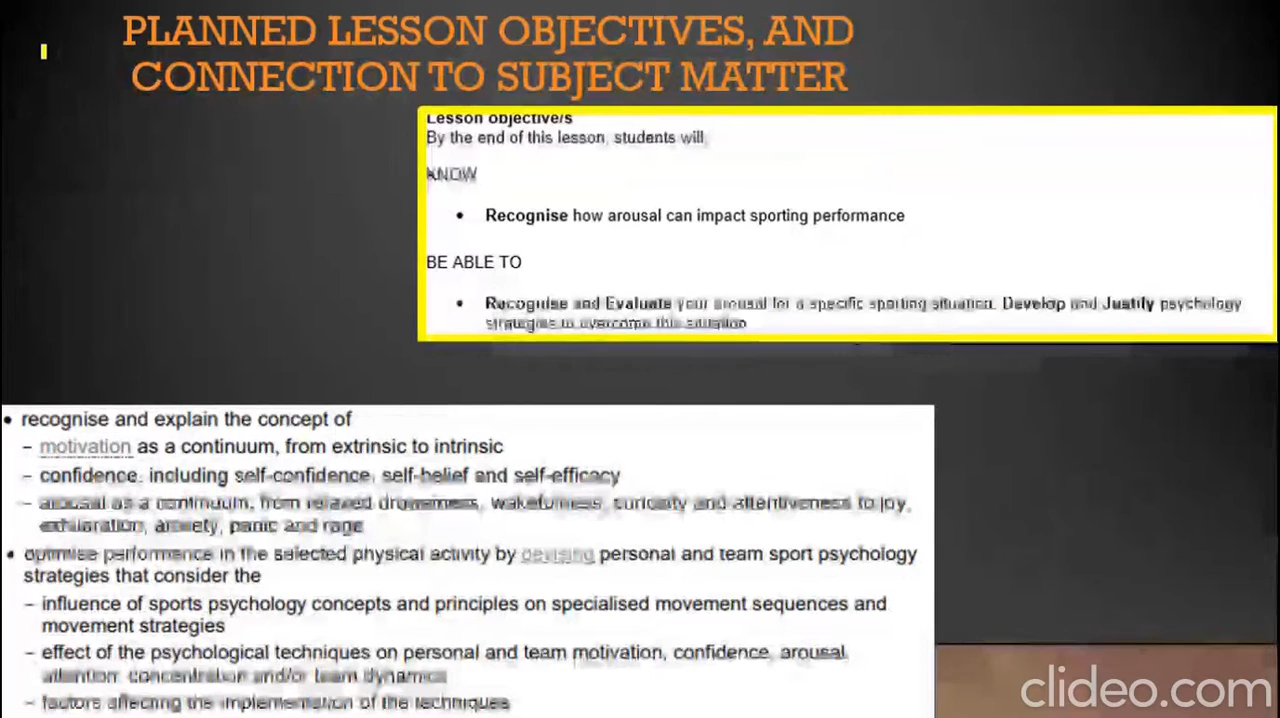 PLANNED LESSON OBJECTIVES, AND
CONNECTION TO SUBJECT MATTER
Lesson objective/s
By the end of this lesson, students will
KNOW
• Recognise how arousal can impact sporting performance
BE ABLE TO
• Recognise and Evaluate your arousal for a specific sporting situation. Develop and Justify psychology
strategies to overcome this situation
• recognise and explain the concept of
– motivation as a continuum, from extrinsic to intrinsic
– confidence, including self-confidence, self-belief and self-efficacy
– arousal as a continuum, from relaxed drowsiness, wakefulness, curiosity and attentiveness to joy,
exhilaration, anxiety, panic and rage
• optimise performance in the selected physical activity by devising personal and team sport psychology
strategies that consider the
– influence of sports psychology concepts and principles on specialised movement sequences and
movement strategies
– effect of the psychological techniques on personal and team motivation, confidence, arousal,
attention, concentration and/or team dynamics
– factors affecting the implementation of the techniques
clideo.com